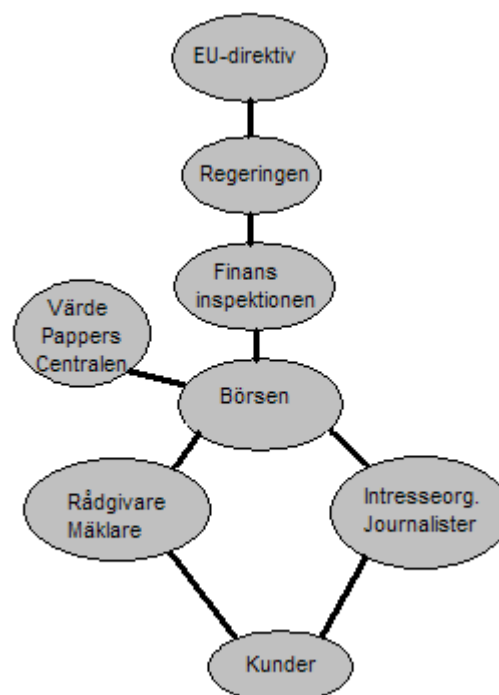 EU-direktiv
Regeringen
Finans
inspektionen
Värde
Pappers
Centralen
Börsen
Rådgivare
Mäklare
Intresseorg.
Journalister
Kunder